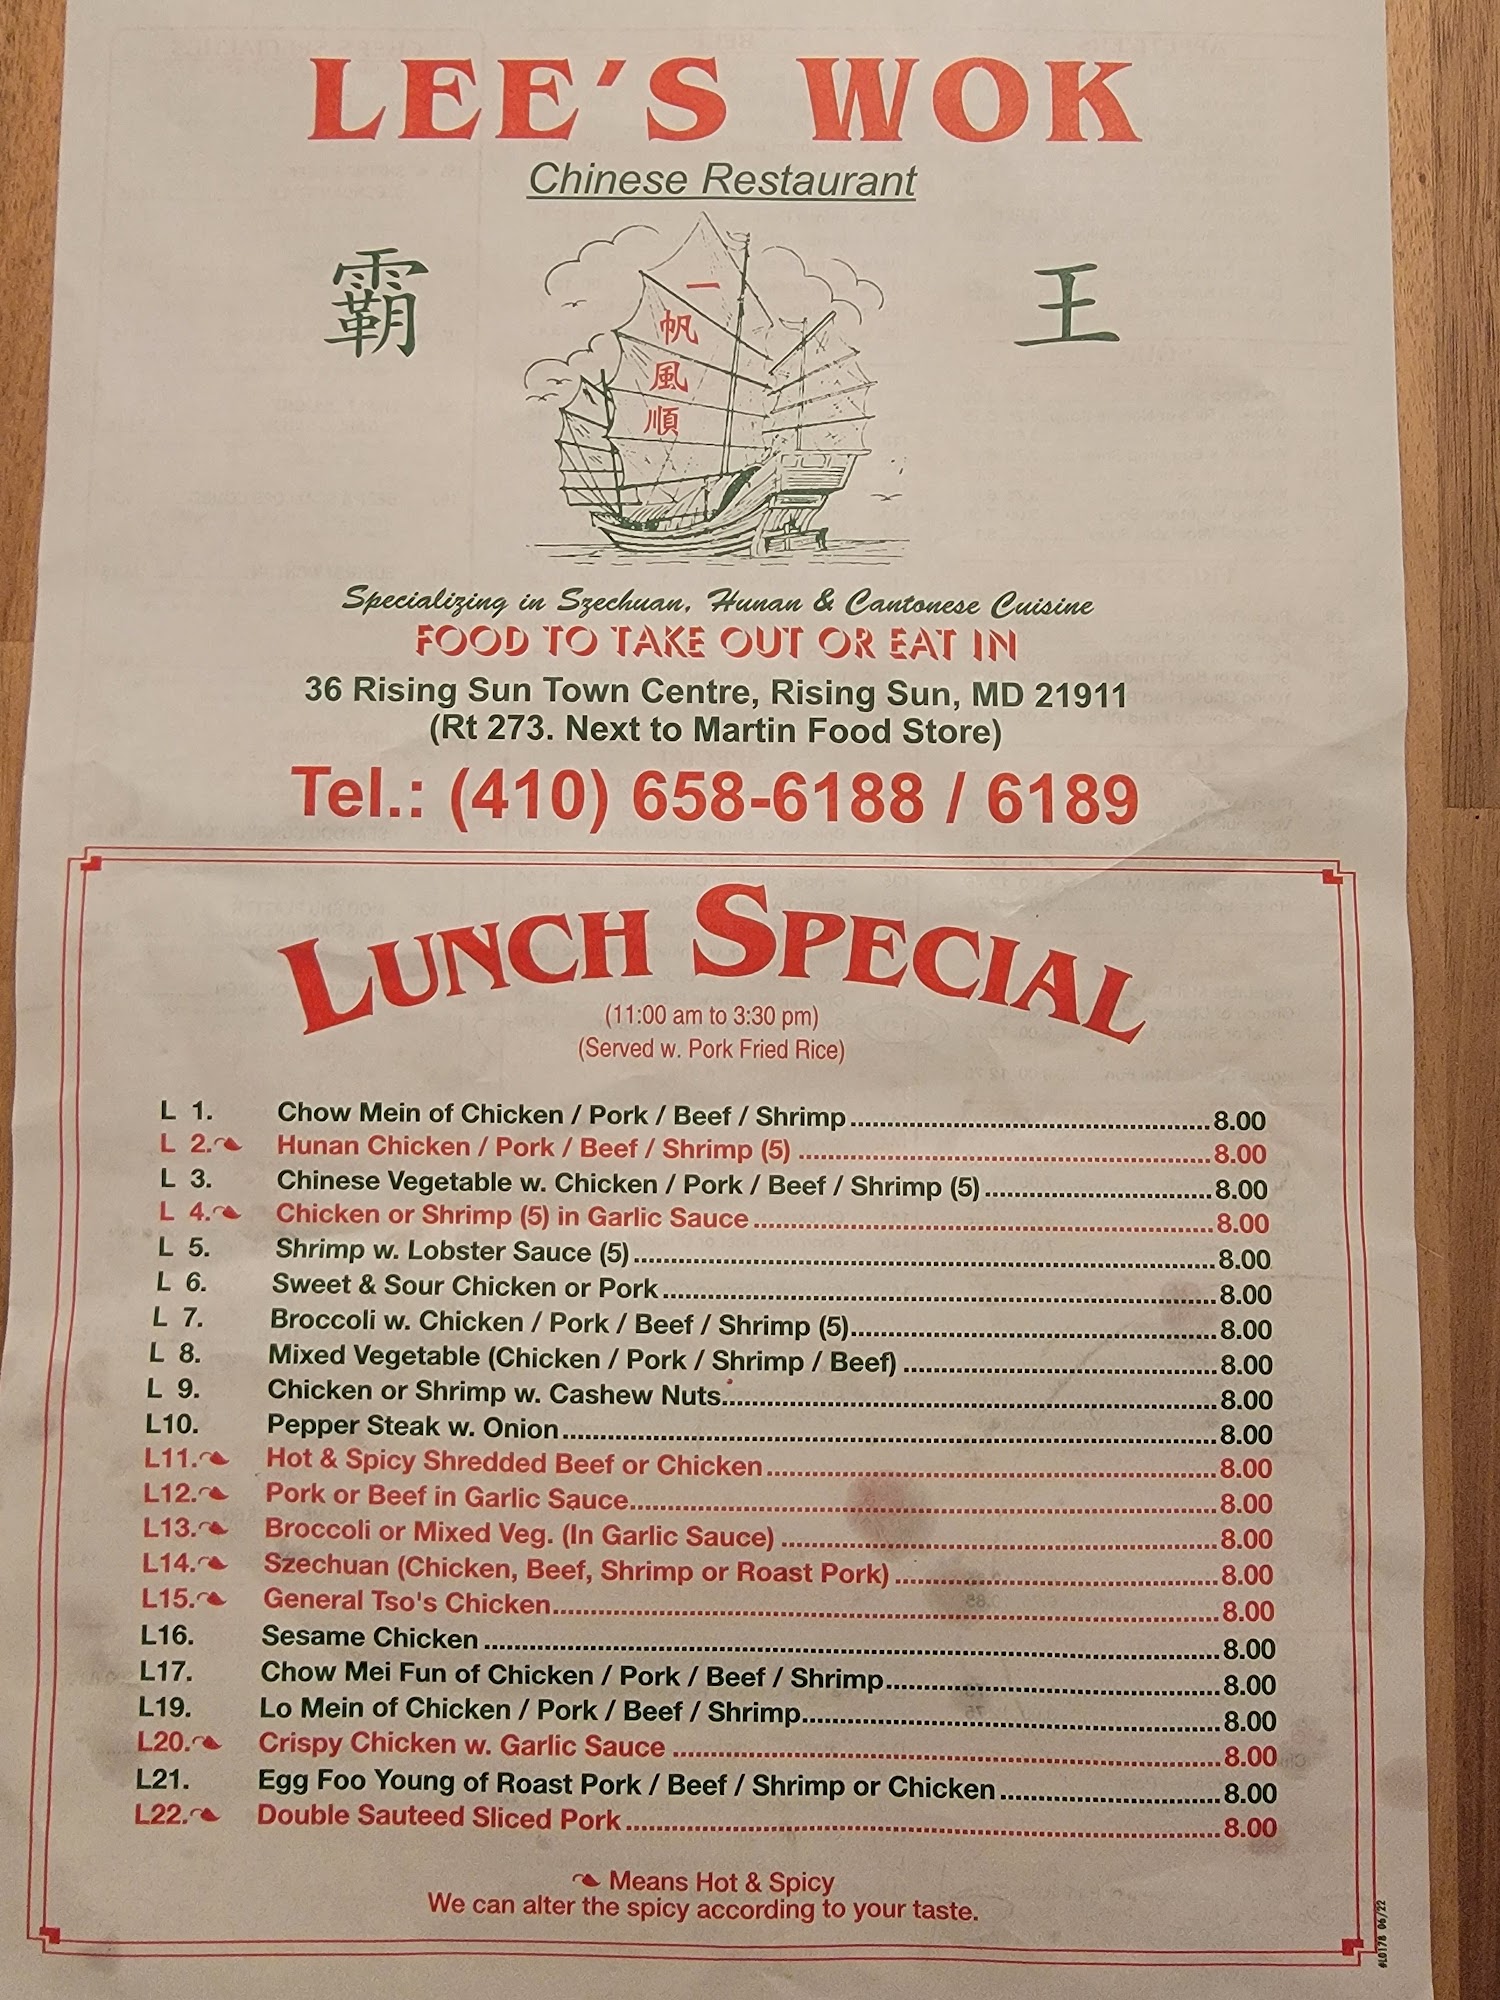 LEE'S WOK
Chinese Restaurant
霸 王
一
帆
風
順
Specializing in Szechuan, Hunan & Cantonese Cuisine
FOOD TO TAKE OUT OR EAT IN
36 Rising Sun Town Centre, Rising Sun, MD 21911
(Rt 273. Next to Martin Food Store)
Tel.: (410) 658-6188 / 6189
LUNCH SPECIAL
(11:00 am to 3:30 pm)
(Served w. Pork Fried Rice)
L 1. Chow Mein of Chicken / Pork / Beef / Shrimp 8.00
L 2. Hunan Chicken / Pork / Beef / Shrimp (5) 8.00
L 3. Chinese Vegetable w. Chicken / Pork / Beef / Shrimp (5) 8.00
L 4. Chicken or Shrimp (5) in Garlic Sauce 8.00
L 5. Shrimp w. Lobster Sauce (5) 8.00
L 6. Sweet & Sour Chicken or Pork 8.00
L 7. Broccoli w. Chicken / Pork / Beef / Shrimp (5) 8.00
L 8. Mixed Vegetable (Chicken / Pork / Shrimp / Beef) 8.00
L 9. Chicken or Shrimp w. Cashew Nuts 8.00
L10. Pepper Steak w. Onion 8.00
L11. Hot & Spicy Shredded Beef or Chicken 8.00
L12. Pork or Beef in Garlic Sauce 8.00
L13. Broccoli or Mixed Veg. (In Garlic Sauce) 8.00
L14. Szechuan (Chicken, Beef, Shrimp or Roast Pork) 8.00
L15. General Tso's Chicken 8.00
L16. Sesame Chicken 8.00
L17. Chow Mei Fun of Chicken / Pork / Beef / Shrimp 8.00
L19. Lo Mein of Chicken / Pork / Beef / Shrimp 8.00
L20. Crispy Chicken w. Garlic Sauce 8.00
L21. Egg Foo Young of Roast Pork / Beef / Shrimp or Chicken 8.00
L22. Double Sauteed Sliced Pork 8.00
Means Hot & Spicy
We can alter the spicy according to your taste.
#L0178 06/22